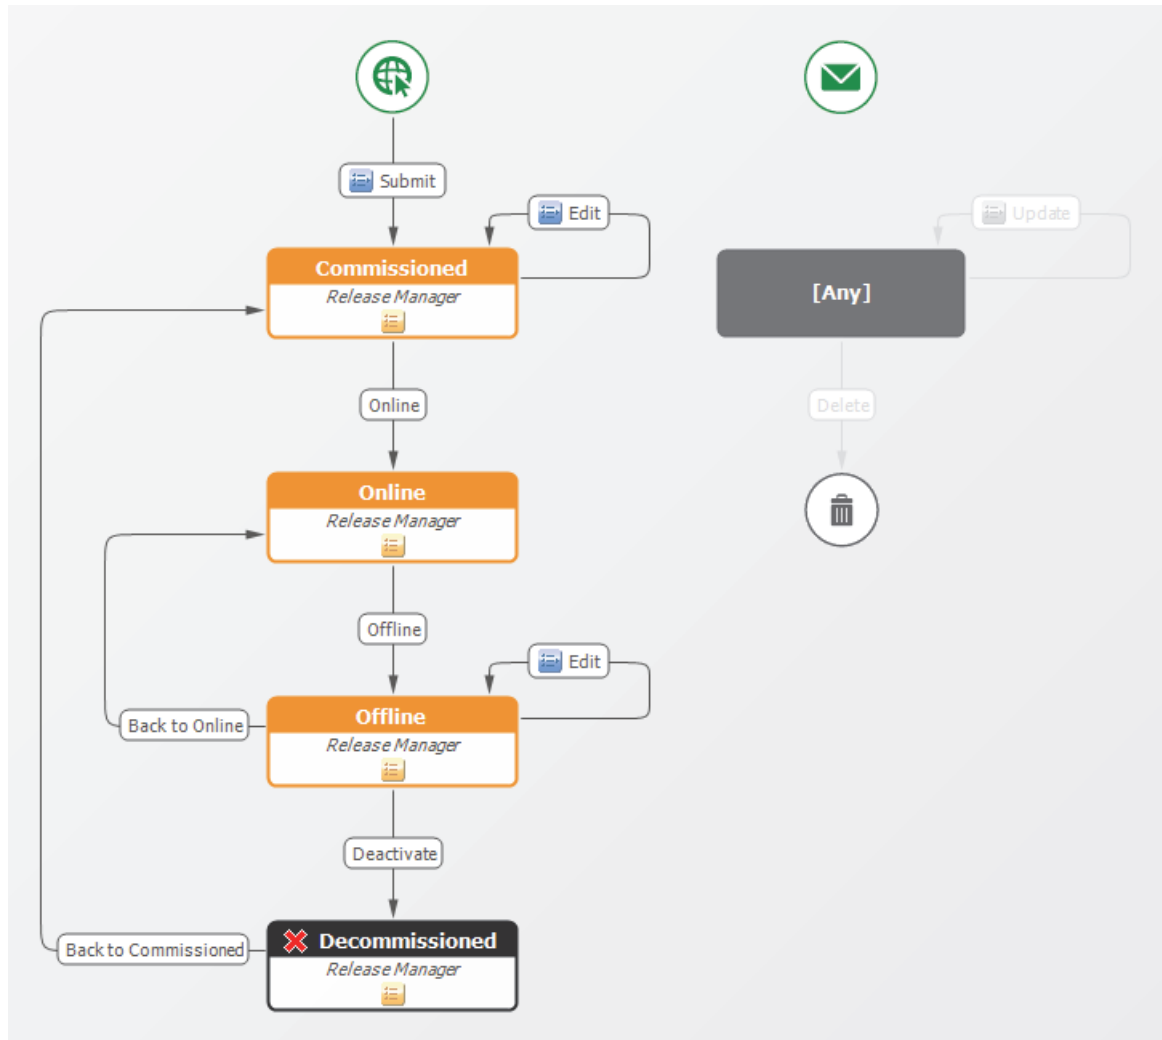 Submit
Edit
Update
Commissioned
Release Manager
[Any]
Online
Delete
Online
Release Manager
Offline
Edit
Offline
Back to Online
Release Manager
Deactivate
Decommissioned
Back to Commissioned
Release Manager